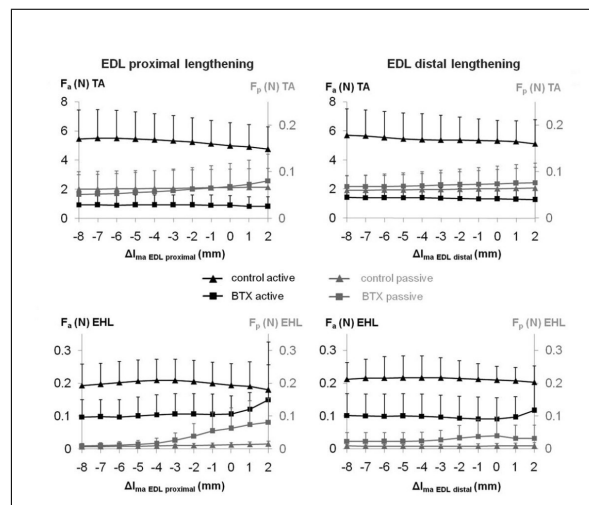 EDL proximal lengthening
EDL distal lengthening
Fa (N) TA
Fp (N) TA
Fa (N) TA
Fp (N) TA
8
6
4
2
0
0.2
0.1
0
8
6
4
2
0
0.2
0.1
0
-8 -7 -6 -5 -4 -3 -2 -1 0 1 2
-8 -7 -6 -5 -4 -3 -2 -1 0 1 2
Δlma EDL proximal (mm)
Δlma EDL distal (mm)
control active
control passive
BTX active
BTX passive
Fa (N) EHL
Fp (N) EHL
Fa (N) EHL
Fp (N) EHL
0.3
0.2
0.1
0
0.3
0.2
0.1
0
0.3
0.2
0.1
0
0.3
0.2
0.1
0
-8 -7 -6 -5 -4 -3 -2 -1 0 1 2
-8 -7 -6 -5 -4 -3 -2 -1 0 1 2
Δlma EDL proximal (mm)
Δlma EDL distal (mm)